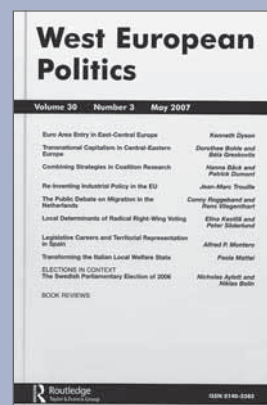 West European
Politics
Volume 30 Number 3 May 2007
Euro Area Entry in East-Central Europe Kenneth Dyson
Transnational Capitalism in Central-Eastern Dorothee Bohle and
Europe Béla Greskovits
Combining Strategies in Coalition Research Hanna Bäck and
Patrick Dumont
Re-Inventing Industrial Policy in the EU Jean-Marc Trouille
The Public Debate on Migration in the Conny Roggeband and
Netherlands Rens Vliegenthart
Local Determinants of Radical Right-Wing Voting Elina Kestilä and
Peter Söderlund
Legislative Careers and Territorial Representation
in Spain Alfred P. Montero
Transforming the Italian Local Welfare State Paola Mattei
ELECTIONS IN CONTEXT
The Swedish Parliamentary Election of 2006 Nicholas Aylott and
Niklas Bolin
BOOK REVIEWS
Routledge
Taylor & Francis Group
ISSN 0140-2382